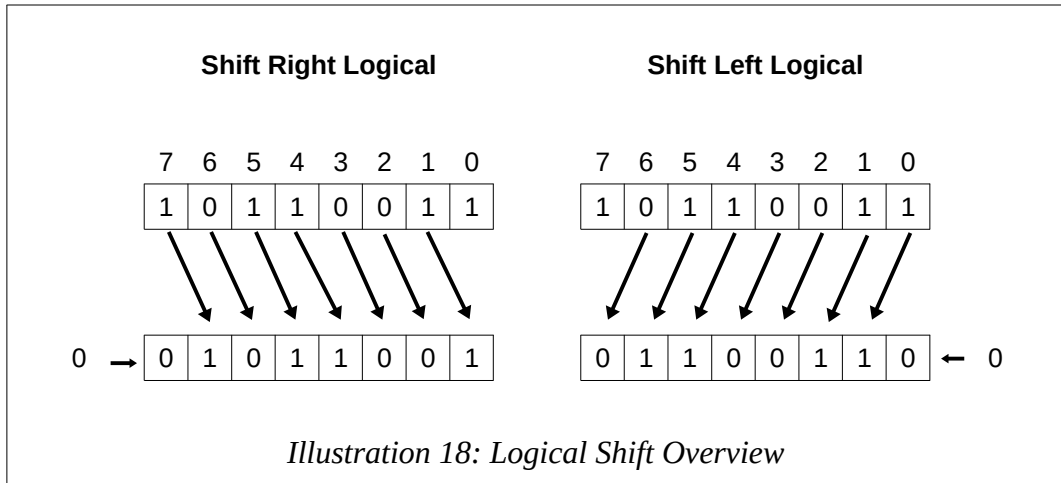 Shift Right Logical Shift Left Logical
7 6 5 4 3 2 1 0 7 6 5 4 3 2 1 0
1 0 1 1 0 0 1 1 1 0 1 1 0 0 1 1
0 0 1 0 1 1 0 0 1 0 1 1 0 0 1 1 0 0
Illustration 18: Logical Shift Overview